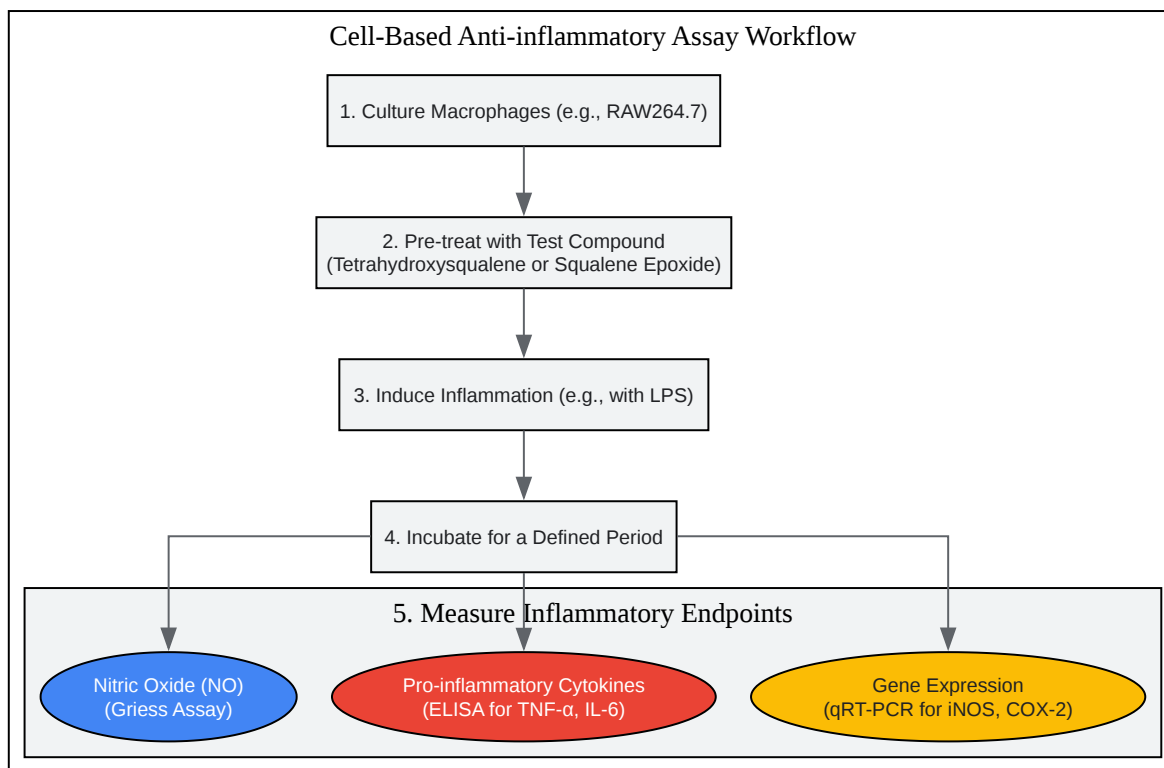 Cell-Based Anti-inflammatory Assay Workflow
1. Culture Macrophages (e.g., RAW264.7)
2. Pre-treat with Test Compound
(Tetrahydroxysqualene or Squalene Epoxide)
3. Induce Inflammation (e.g., with LPS)
4. Incubate for a Defined Period
5. Measure Inflammatory Endpoints
Nitric Oxide (NO)
(Griess Assay)
Pro-inflammatory Cytokines
(ELISA for TNF-α, IL-6)
Gene Expression
(qRT-PCR for iNOS, COX-2)